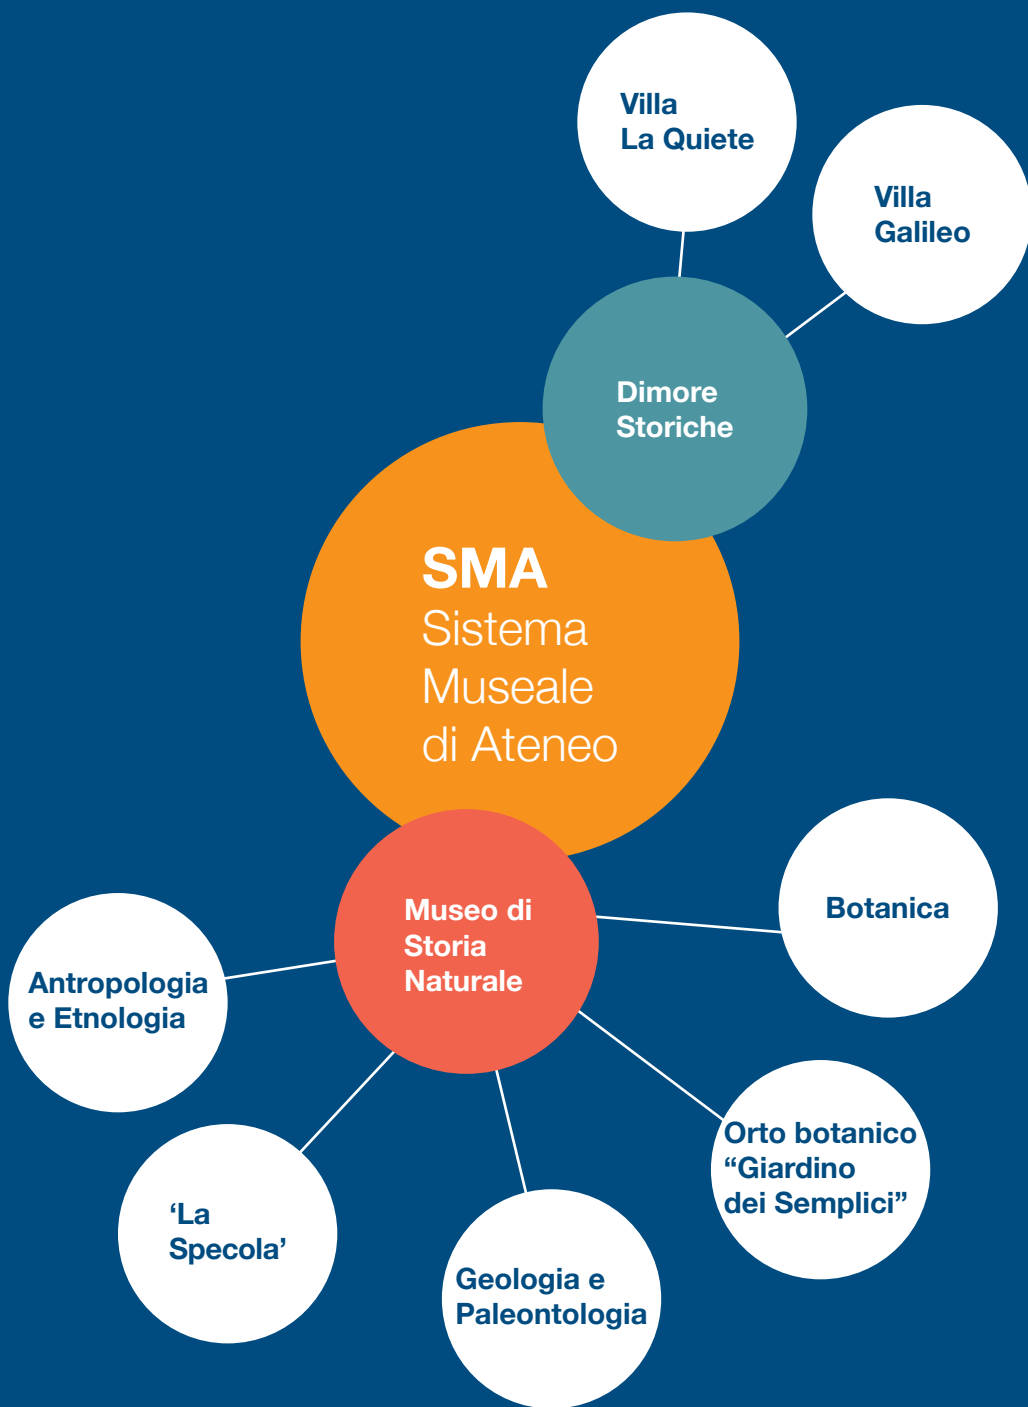 Villa
La Quiete
Villa
Galileo
Dimore
Storiche
SMA
Sistema
Museale
di Ateneo
Museo di
Storia
Naturale
Botanica
Antropologia
e Etnologia
Orto botanico
“Giardino
dei Semplici”
‘La
Specola’
Geologia e
Paleontologia